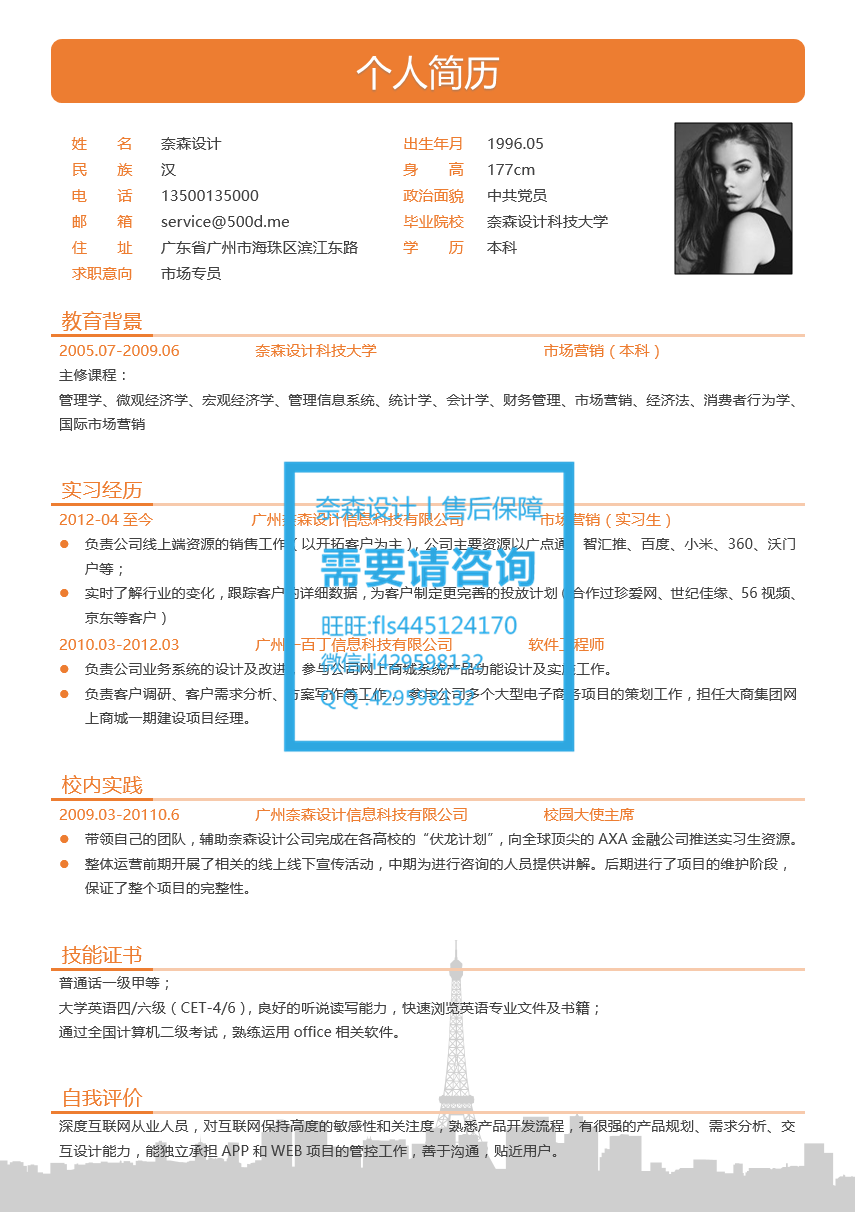 个人简历
姓 名 奈森设计 出生年月 1996.05
民 族 汉 身 高 177cm
电 话 13500135000 政治面貌 中共党员
邮 箱 service@500d.me 毕业院校 奈森设计科技大学
住 址 广东省广州市海珠区滨江东路 学 历 本科
求职意向 市场专员
教育背景
2005.07-2009.06 奈森设计科技大学 市场营销（本科）
主修课程：
管理学、微观经济学、宏观经济学、管理信息系统、统计学、会计学、财务管理、市场营销、经济法、消费者行为学、
国际市场营销
实习经历
奈森设计丨售后保障
2012-04 至今 广州奈森设计信息科技有限公司 市场营销（实习生）
负责公司线上端资源的销售工作（以开拓客户为主），公司主要资源以广点通、智汇推、百度、小米、360、沃门
户等；
需要请咨询
实时了解行业的变化，跟踪客户的详细数据，为客户制定更完善的投放计划（合作过珍爱网、世纪佳缘、56 视频、
京东等客户）
旺旺:fls445124170
2010.03-2012.03 广州一百丁信息科技有限公司 软件工程师
负责公司业务系统的设计及改进，参与公司网上商城系统产品功能设计及实施工作。
微信:li429598132
负责客户调研、客户需求分析、方案写作等工作， 参与公司多个大型电子商务项目的策划工作，担任大商集团网
上商城一期建设项目经理。
Q Q :429598132
校内实践
2009.03-20110.6 广州奈森设计信息科技有限公司 校园大使主席
带领自己的团队，辅助奈森设计公司完成在各高校的“伏龙计划”，向全球顶尖的 AXA 金融公司推送实习生资源。
整体运营前期开展了相关的线上线下宣传活动，中期为进行咨询的人员提供讲解。后期进行了项目的维护阶段，
保证了整个项目的完整性。
技能证书
普通话一级甲等；
大学英语四/六级（CET-4/6），良好的听说读写能力，快速浏览英语专业文件及书籍；
通过全国计算机二级考试，熟练运用 office 相关软件。
自我评价
深度互联网从业人员，对互联网保持高度的敏感性和关注度，熟悉产品开发流程，有很强的产品规划、需求分析、交
互设计能力，能独立承担 APP 和 WEB 项目的管控工作，善于沟通，贴近用户。